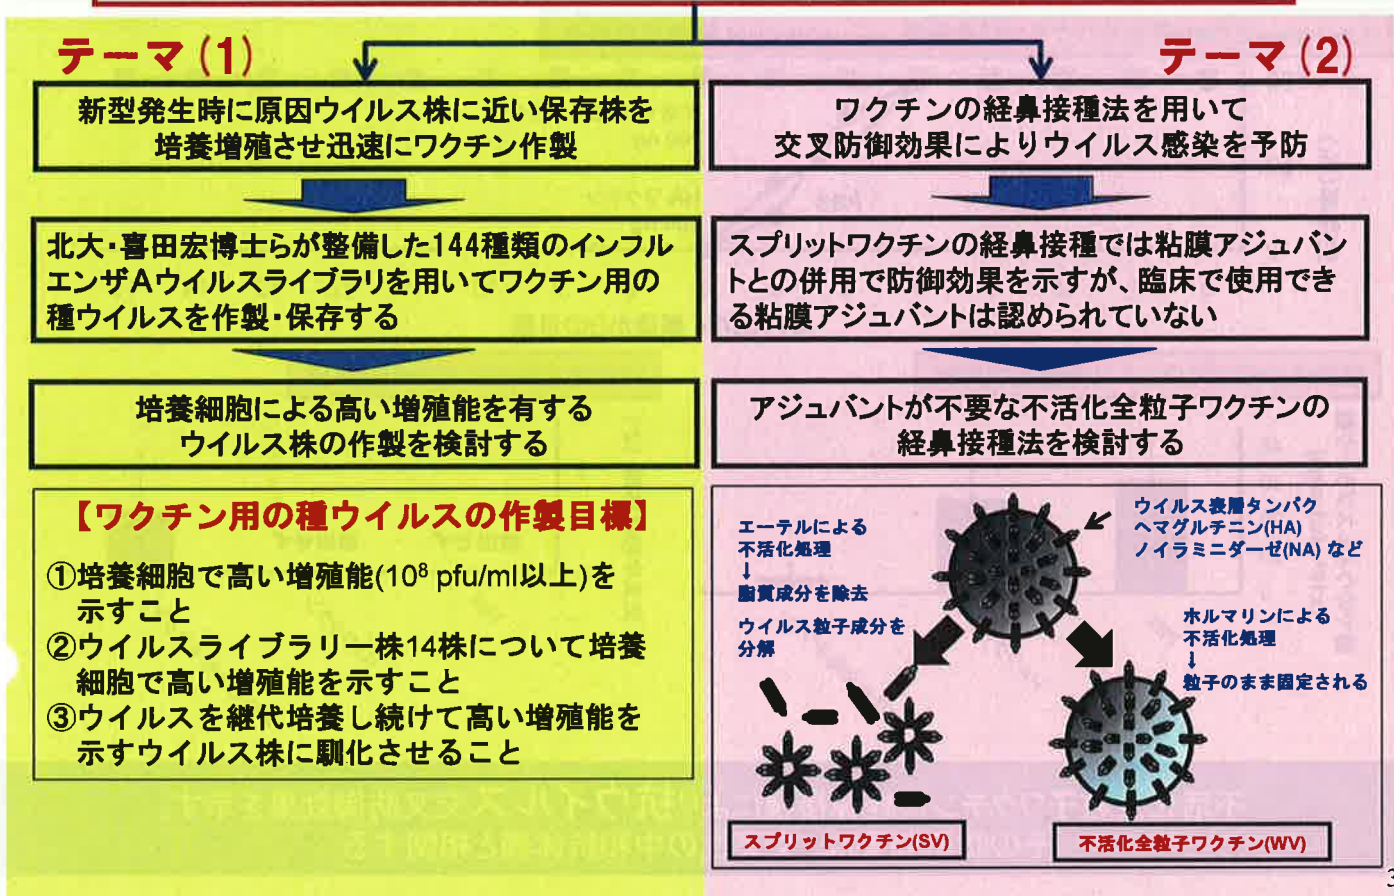 テーマ(1)
新型発生時に原因ウイルス株に近い保存株を
培養増殖させ迅速にワクチン作製
北大・喜田宏博士らが整備した144種類のインフル
エンザAウイルスライブラリを用いてワクチン用の
種ウイルスを作製・保存する
培養細胞による高い増殖能を有する
ウイルス株の作製を検討する
【ワクチン用の種ウイルスの作製目標】
①培養細胞で高い増殖能(10⁸ pfu/ml以上)を
示すこと
②ウイルスライブラリー株14株について培養
細胞で高い増殖能を示すこと
③ウイルスを継代培養し続けて高い増殖能を
示すウイルス株に馴化させること
テーマ(2)
ワクチンの経鼻接種法を用いて
交叉防御効果によりウイルス感染を予防
スプリットワクチンの経鼻接種では粘膜アジュバン
トとの併用で防御効果を示すが、臨床で使用でき
る粘膜アジュバントは認められていない
アジュバントが不要な不活化全粒子ワクチンの
経鼻接種法を検討する
エーテルによる
不活化処理
↓
脂質成分を除去
ウイルス粒子成分を
分解
ウイルス表層タンパク
ヘマグルチニン(HA)
ノイラミニダーゼ(NA) など
ホルマリンによる
不活化処理
↓
粒子のまま固定される
スプリットワクチン(SV)
不活化全粒子ワクチン(WV)